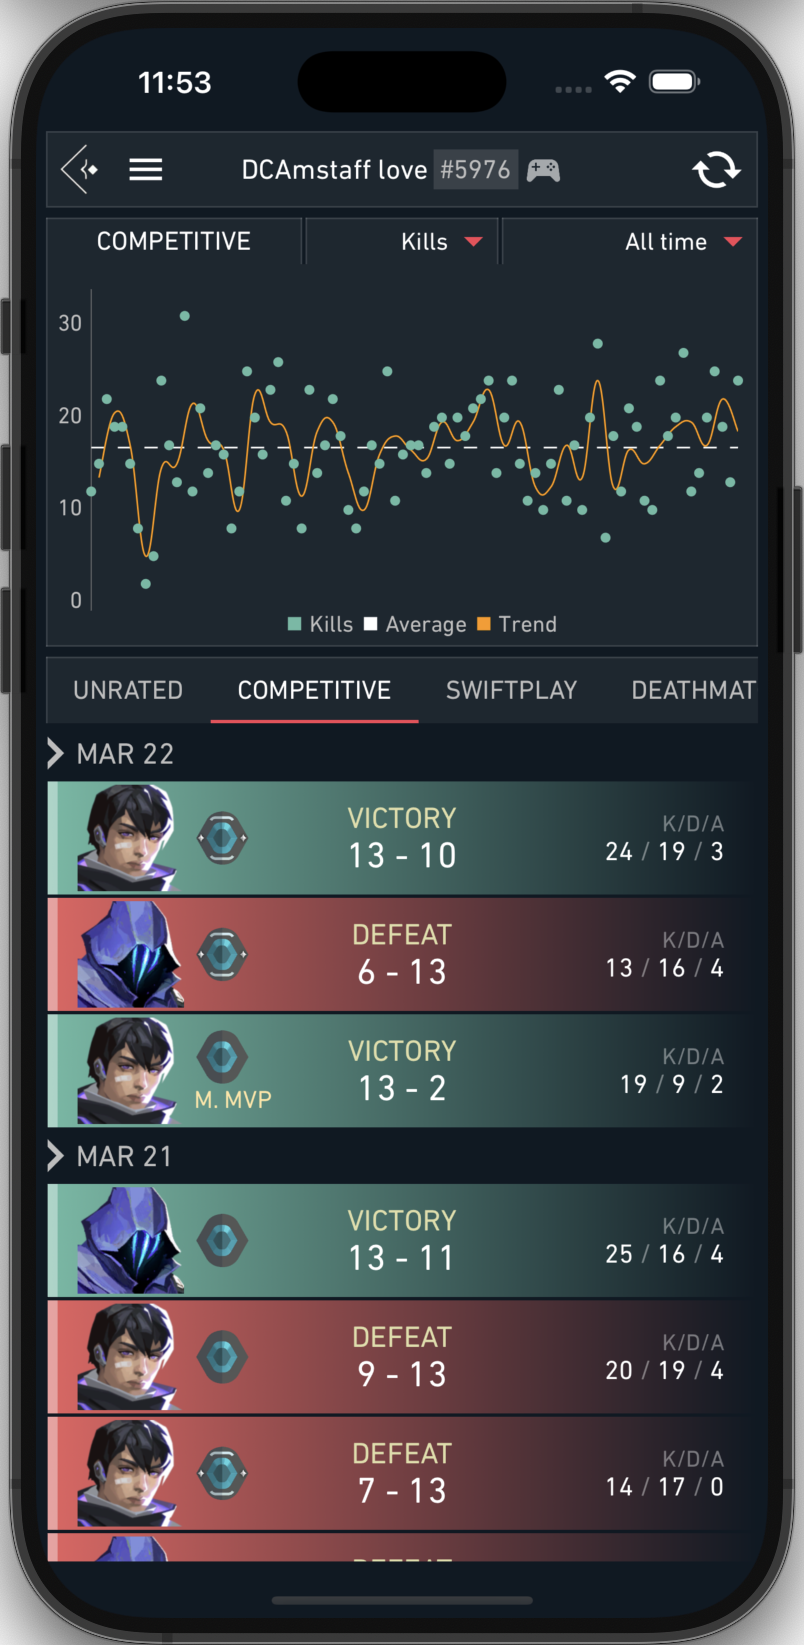 11:53
DCAmstaff love #5976
COMPETITIVE Kills All time
30
20
10
0
Kills Average Trend
UNRATED COMPETITIVE SWIFTPLAY DEATHMAT
MAR 22
VICTORY
13 - 10
K/D/A
24 / 19 / 3
DEFEAT
6 - 13
K/D/A
13 / 16 / 4
M. MVP
VICTORY
13 - 2
K/D/A
19 / 9 / 2
MAR 21
VICTORY
13 - 11
K/D/A
25 / 16 / 4
DEFEAT
9 - 13
K/D/A
20 / 19 / 4
DEFEAT
7 - 13
K/D/A
14 / 17 / 0